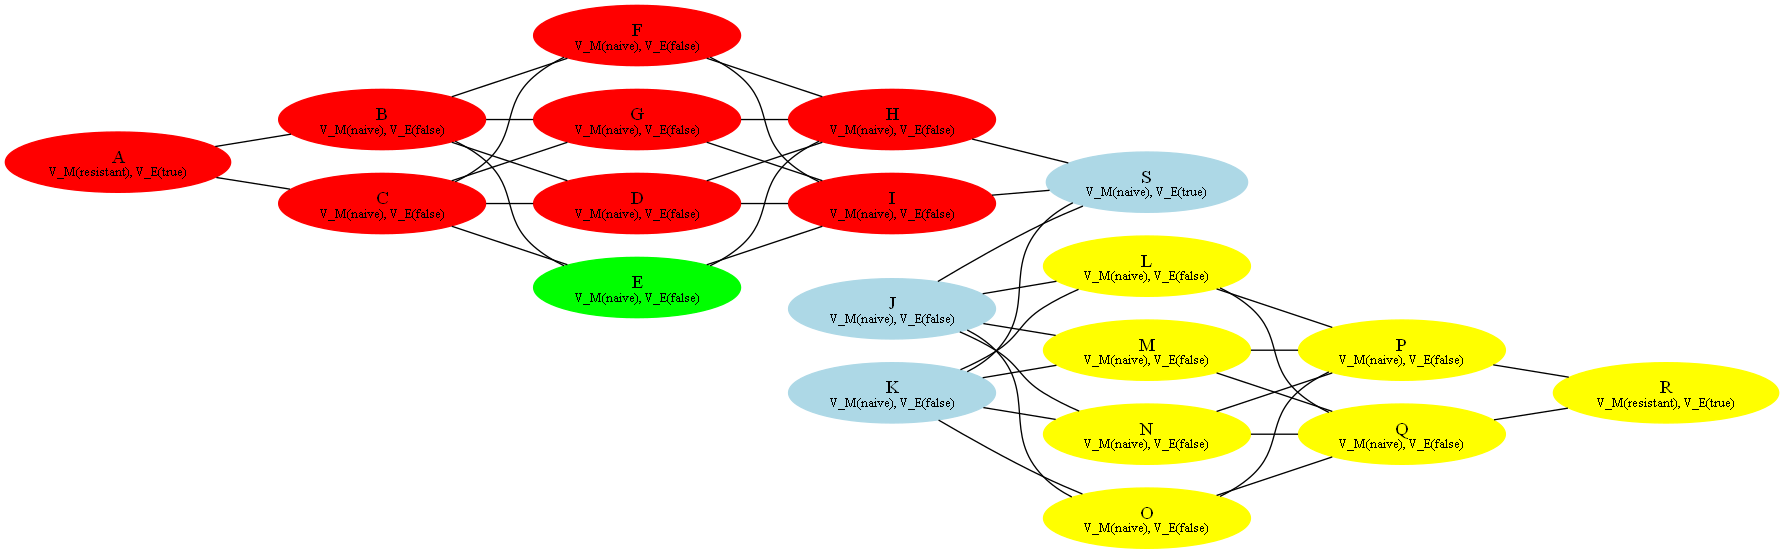 A
V_M(resistant), V_E(true)
B
V_M(naive), V_E(false)
C
V_M(naive), V_E(false)
F
V_M(naive), V_E(false)
G
V_M(naive), V_E(false)
D
V_M(naive), V_E(false)
E
V_M(naive), V_E(false)
H
V_M(naive), V_E(false)
I
V_M(naive), V_E(false)
J
V_M(naive), V_E(false)
K
V_M(naive), V_E(false)
S
V_M(naive), V_E(true)
L
V_M(naive), V_E(false)
M
V_M(naive), V_E(false)
N
V_M(naive), V_E(false)
O
V_M(naive), V_E(false)
P
V_M(naive), V_E(false)
Q
V_M(naive), V_E(false)
R
V_M(resistant), V_E(true)